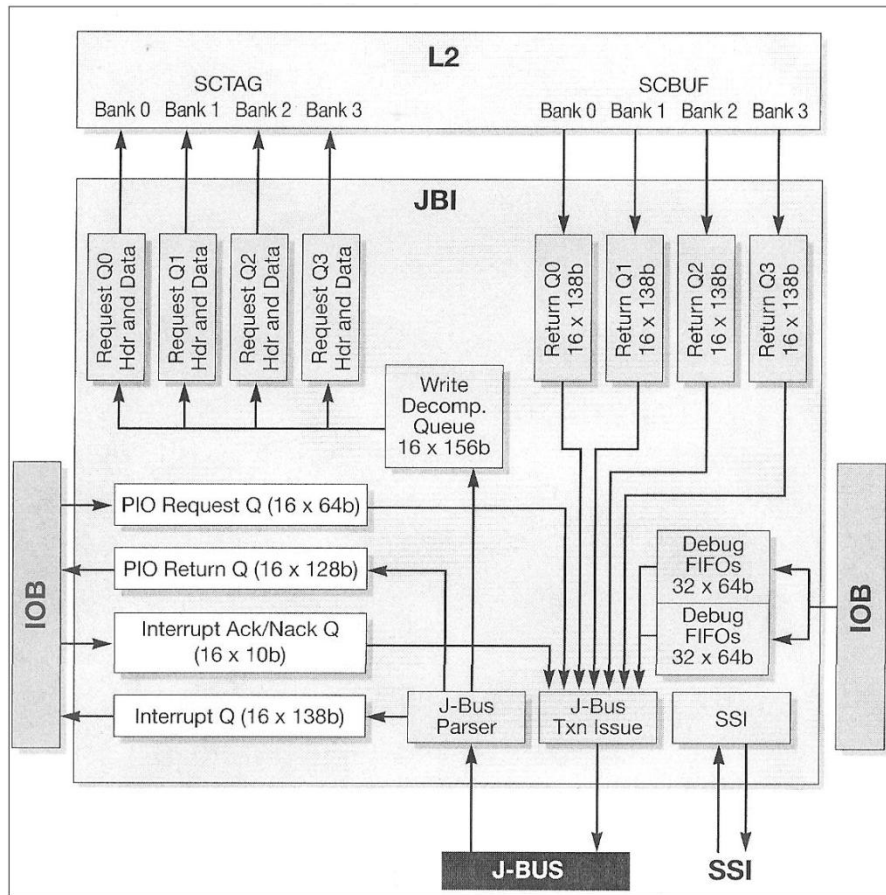 L2
SCTAG
Bank 0 Bank 1 Bank 2 Bank 3
SCBUF
Bank 0 Bank 1 Bank 2 Bank 3
JBI
Request Q0
Hdr and Data
Request Q1
Hdr and Data
Request Q2
Hdr and Data
Request Q3
Hdr and Data
Return Q0
16 x 138b
Return Q1
16 x 138b
Return Q2
16 x 138b
Return Q3
16 x 138b
Write
Decomp.
Queue
16 x 156b
IOB
PIO Request Q (16 x 64b)
PIO Return Q (16 x 128b)
Interrupt Ack/Nack Q
(16 x 10b)
Interrupt Q (16 x 138b)
Debug
FIFOs
32 x 64b
Debug
FIFOs
32 x 64b
IOB
J-Bus
Parser
J-Bus
Txn Issue
SSI
J-BUS
SSI